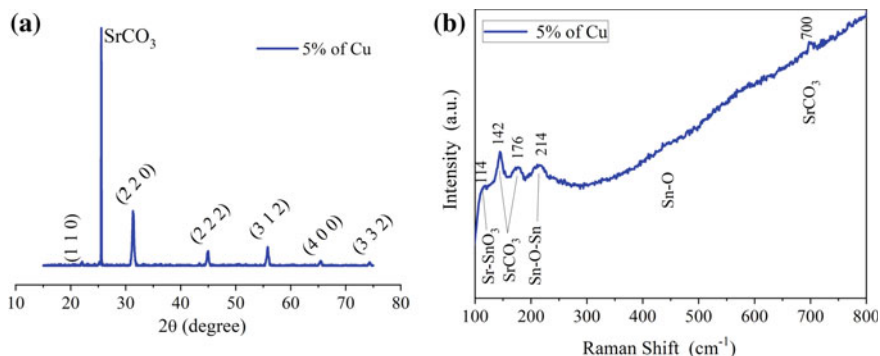 (a)
SrCO₃
5% of Cu
(1 1 0)
(2 2 0)
(2 2 2)
(3 1 2)
(4 0 0)
(3 3 2)
10 20 30 40 50 60 70 80
2θ (degree)
(b)
5% of Cu
Intensity (a.u.)
114
142
176
214
700
Sr-SnO₃
SrCO₃
Sn-O-Sn
Sn-O
SrCO₃
100 200 300 400 500 600 700 800
Raman Shift (cm⁻¹)